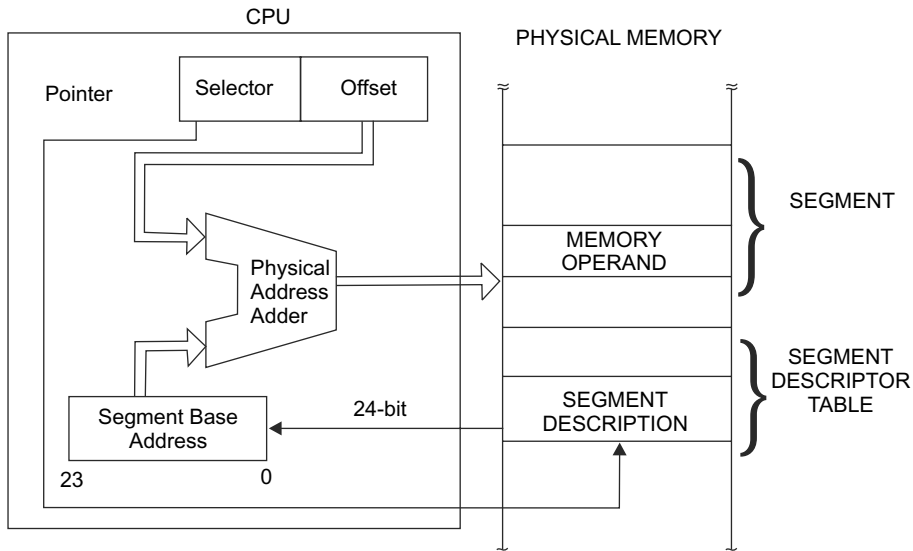 CPU
PHYSICAL MEMORY
Pointer
Selector
Offset
SEGMENT
MEMORY
OPERAND
Physical
Address
Adder
SEGMENT
DESCRIPTOR
TABLE
SEGMENT
DESCRIPTION
24-bit
Segment Base
Address
23
0